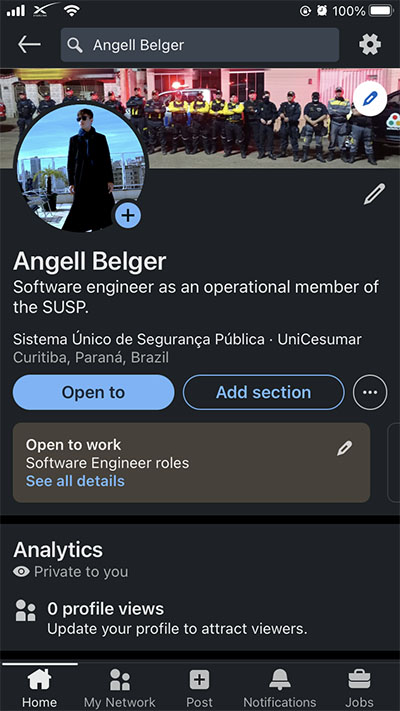 100%
Angell Belger
Angell Belger
Software engineer as an operational member of
the SUSP.
Sistema Único de Segurança Pública · UniCesumar
Curitiba, Paraná, Brazil
Open to
Add section
Open to work
Software Engineer roles
See all details
Analytics
Private to you
0 profile views
Update your profile to attract viewers.
Home
My Network
Post
Notifications
Jobs